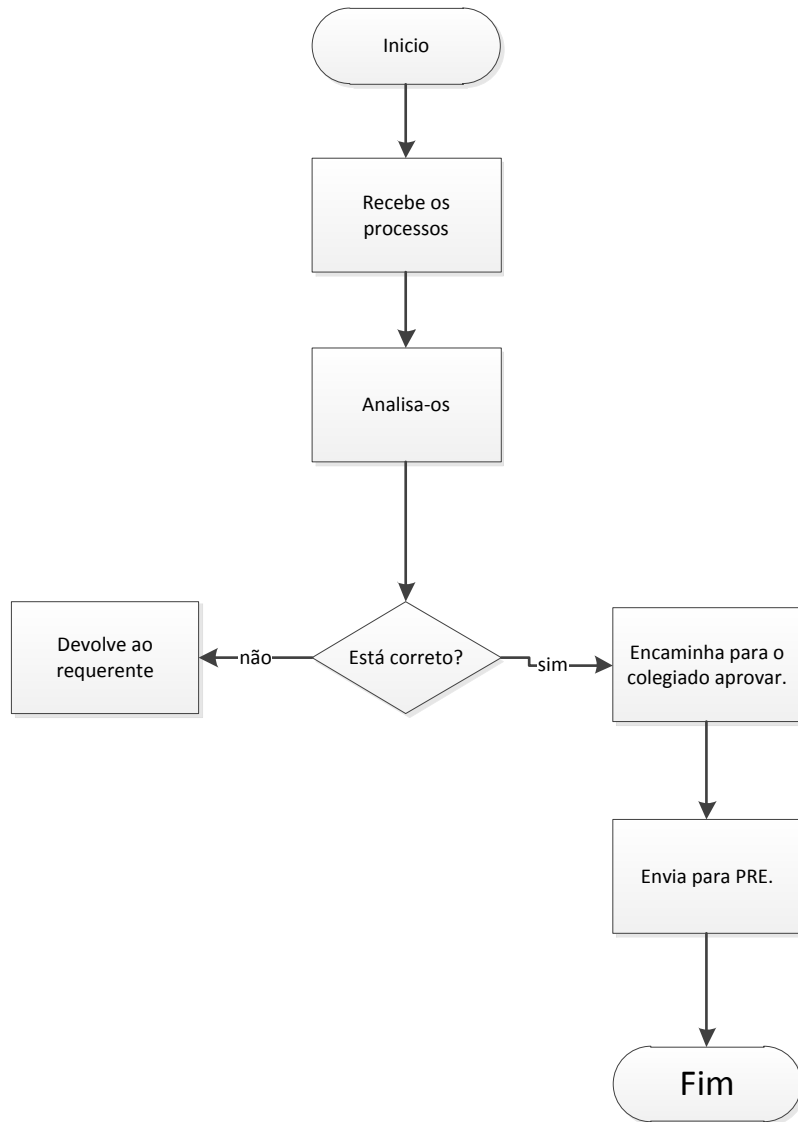 Inicio
Recebe os
processos
Analisa-os
Está correto?
não
Devolve ao
requerente
sim
Encaminha para o
colegiado aprovar.
Envia para PRE.
Fim